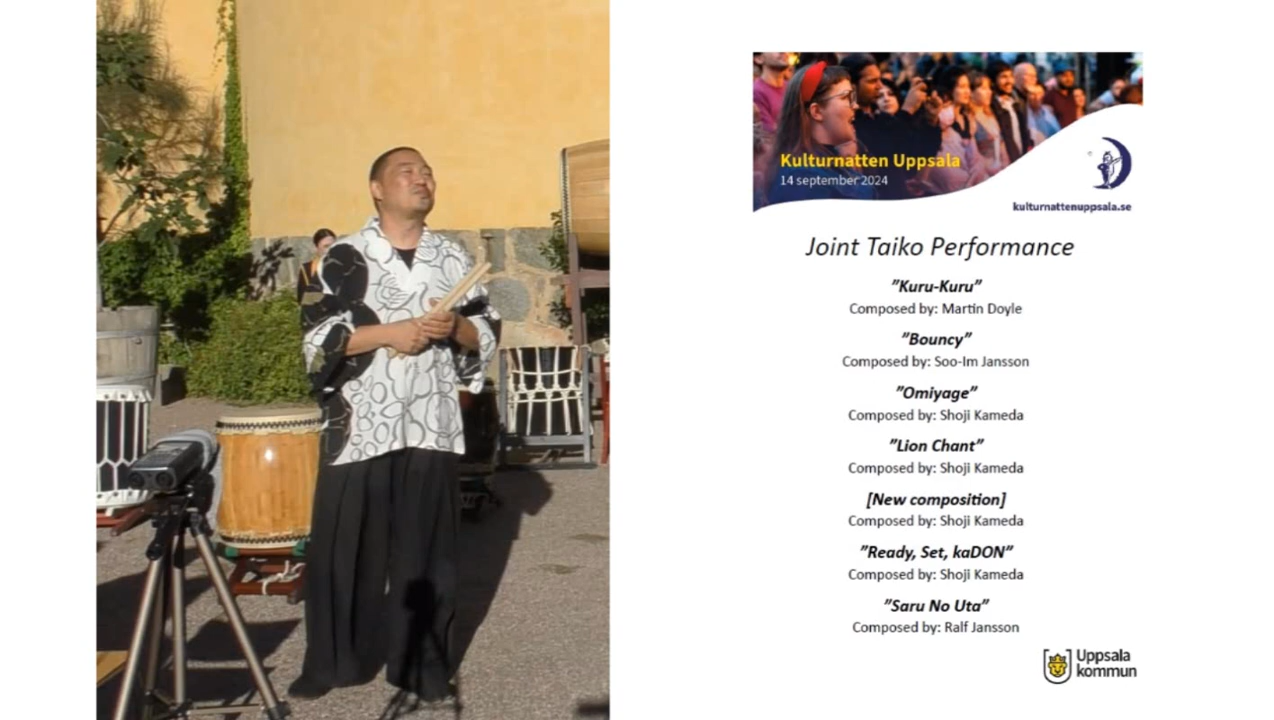 Kulturnatten Uppsala
14 september 2024
kulturnattenuppsala.se
Joint Taiko Performance
”Kuru-Kuru”
Composed by: Martin Doyle
”Bouncy”
Composed by: Soo-Im Jansson
”Omiyage”
Composed by: Shoji Kameda
”Lion Chant”
Composed by: Shoji Kameda
[New composition]
Composed by: Shoji Kameda
”Ready, Set, kaDON”
Composed by: Shoji Kameda
”Saru No Uta”
Composed by: Ralf Jansson
Uppsala
kommun